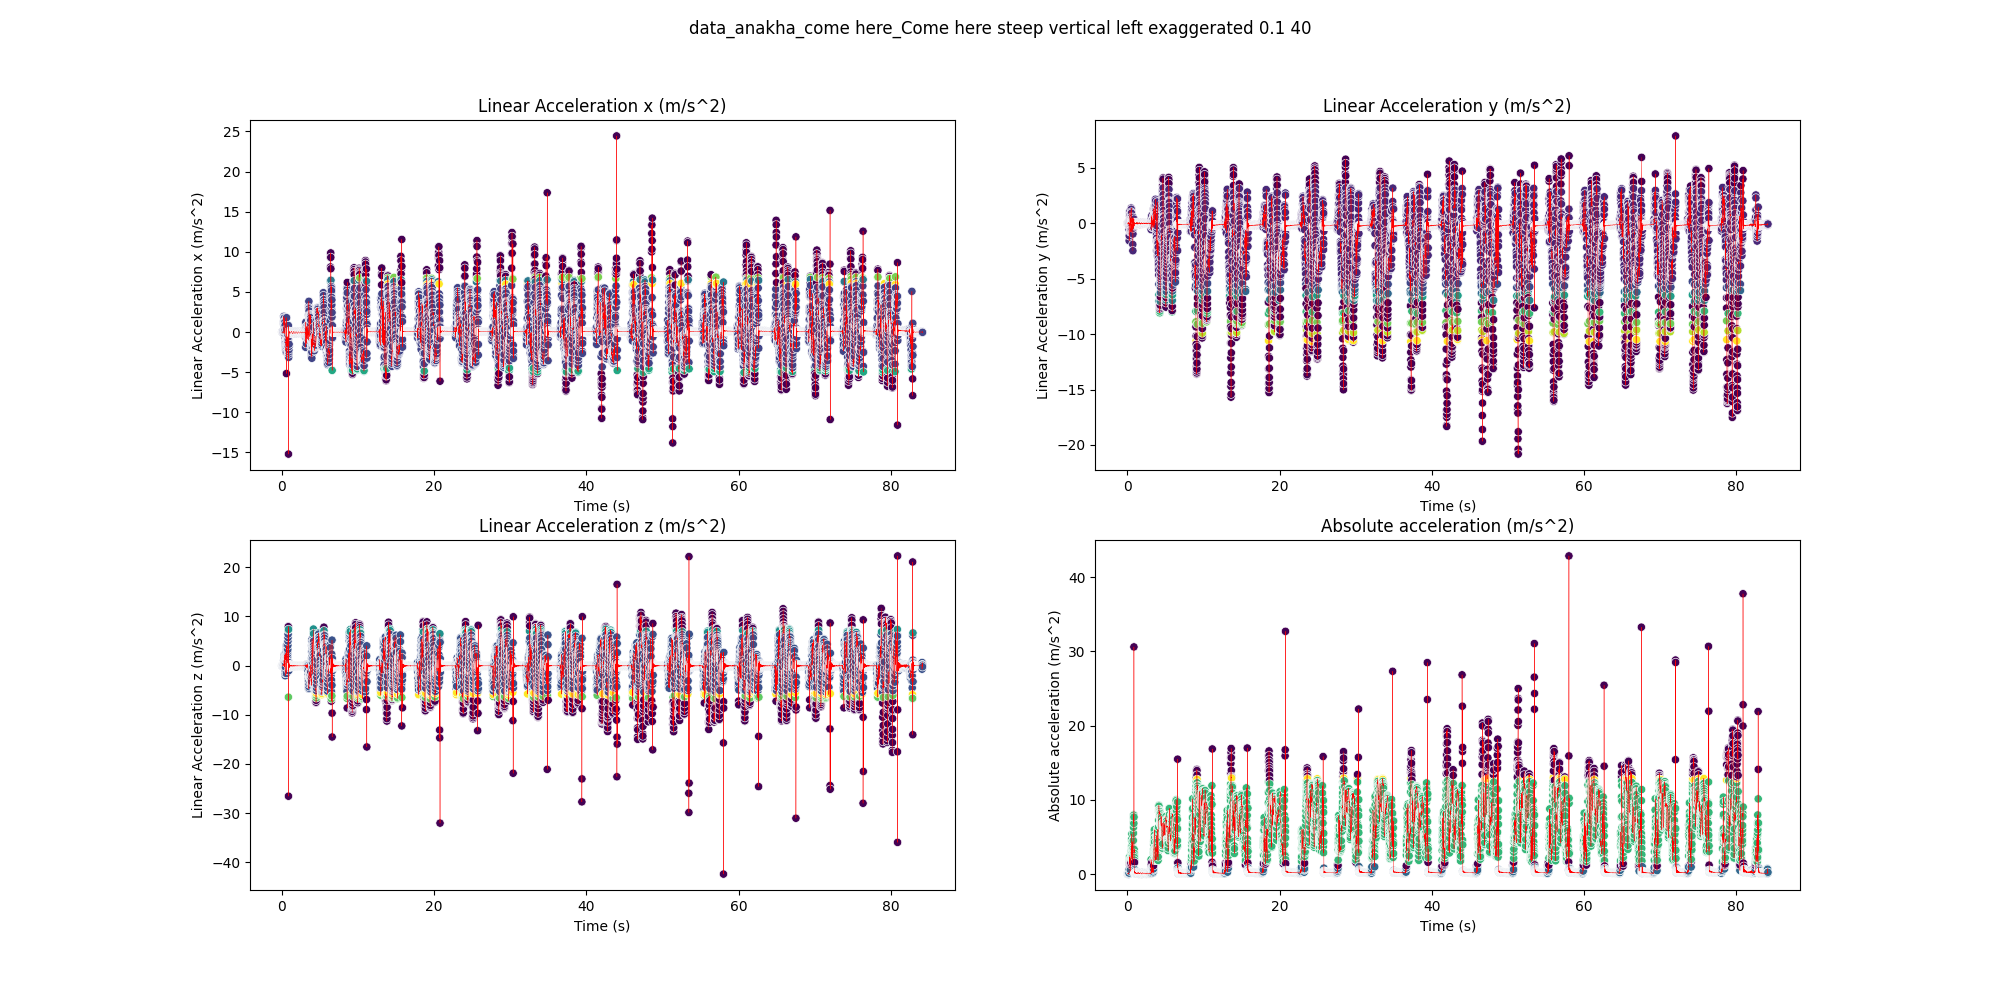 data_anakha_come here_Come here steep vertical left exaggerated 0.1 40
Linear Acceleration x (m/s^2)
Linear Acceleration x (m/s^2)
25
20
15
10
5
0
−5
−10
−15
0 20 40 60 80
Time (s)
Linear Acceleration y (m/s^2)
Linear Acceleration y (m/s^2)
5
0
−5
−10
−15
−20
0 20 40 60 80
Time (s)
Linear Acceleration z (m/s^2)
Linear Acceleration z (m/s^2)
20
10
0
−10
−20
−30
−40
0 20 40 60 80
Time (s)
Absolute acceleration (m/s^2)
Absolute acceleration (m/s^2)
40
30
20
10
0
0 20 40 60 80
Time (s)